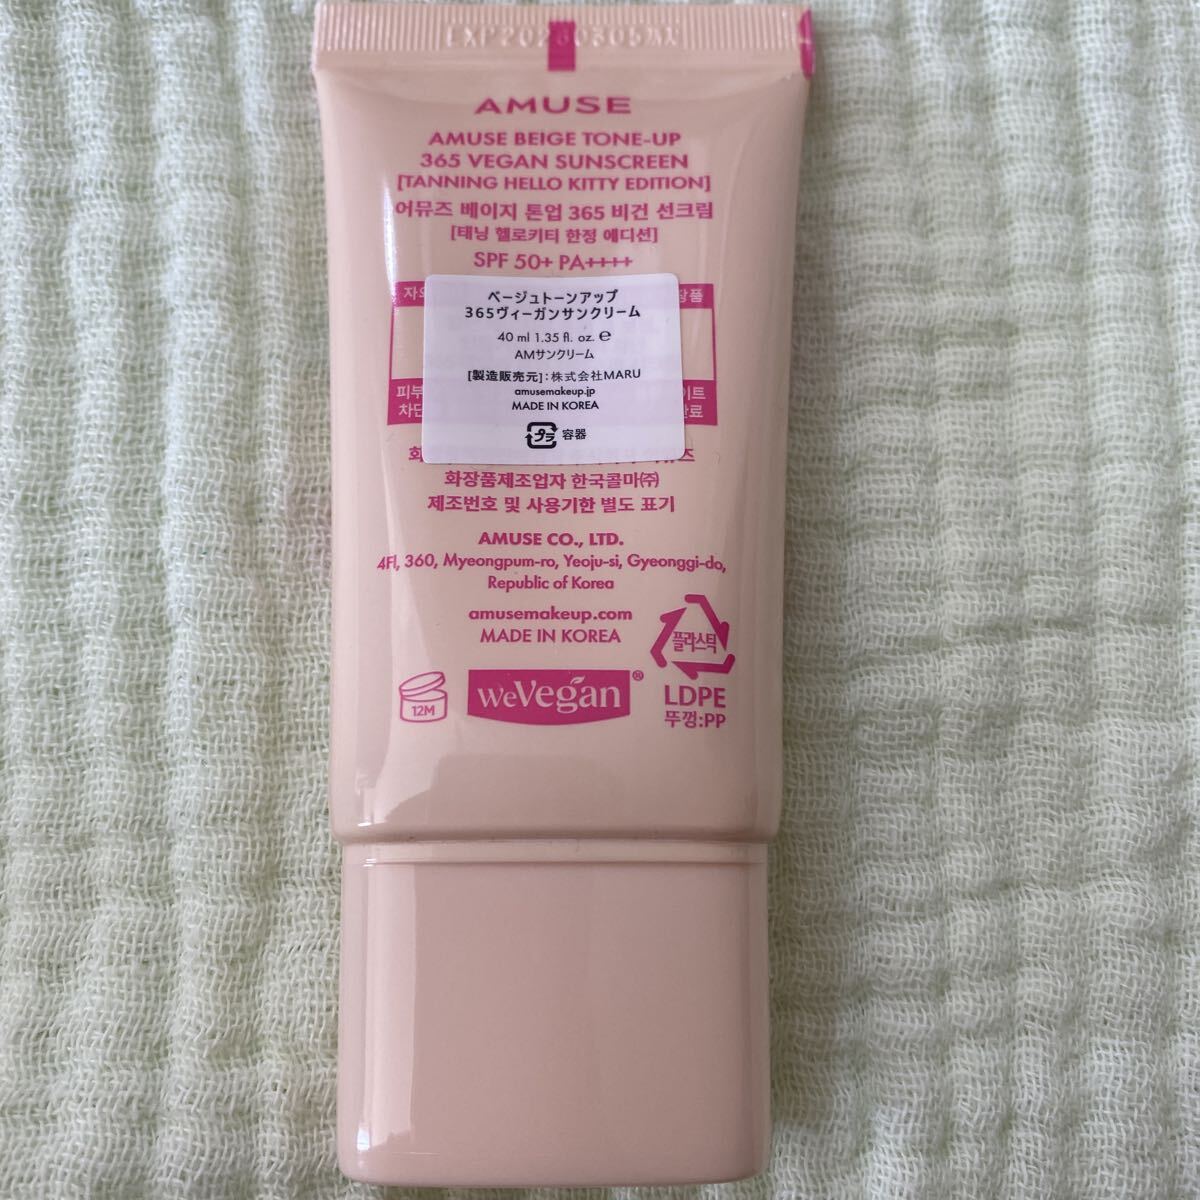 AMUSE
AMUSE BEIGE TONE-UP
365 VEGAN SUNSCREEN
[TANNING HELLO KITTY EDITION]
어뮤즈 베이지 톤업 365 비건 선크림
[태닝 헬로키티 한정 에디션]
SPF 50+ PA++++
ベージュトーンアップ
365ヴィーガンサンクリーム
40 ml 1.35 fl. oz. ℮
AMサンクリーム
[製造販売元]:株式会社MARU
amusemakeup.jp
MADE IN KOREA
プラ 容器
화장품제조업자 한국콜마㈜
제조번호 및 사용기한 별도 표기
AMUSE CO., LTD.
4Fl, 360, Myeongpum-ro, Yeoju-si, Gyeonggi-do,
Republic of Korea
amusemakeup.com
MADE IN KOREA
플라스틱
LDPE
뚜껑:PP
12M
weVegan®